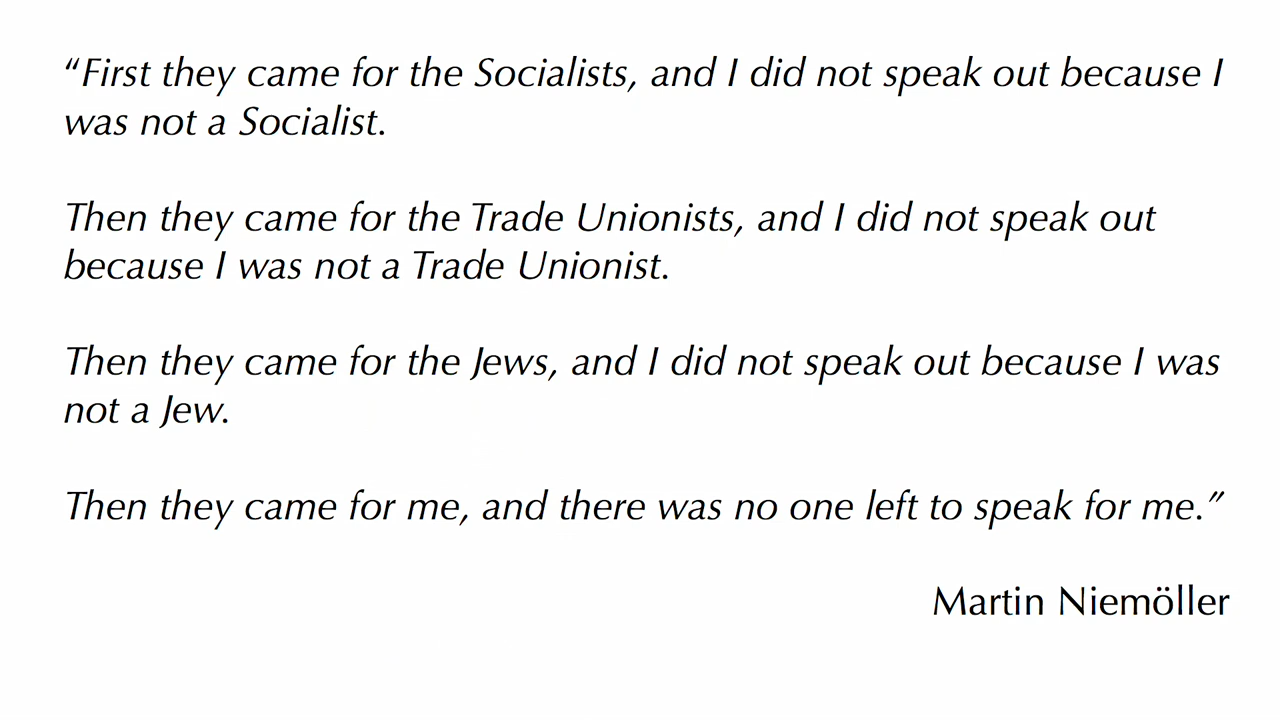 “First they came for the Socialists, and I did not speak out because I
was not a Socialist.
Then they came for the Trade Unionists, and I did not speak out
because I was not a Trade Unionist.
Then they came for the Jews, and I did not speak out because I was
not a Jew.
Then they came for me, and there was no one left to speak for me.”
Martin Niemöller